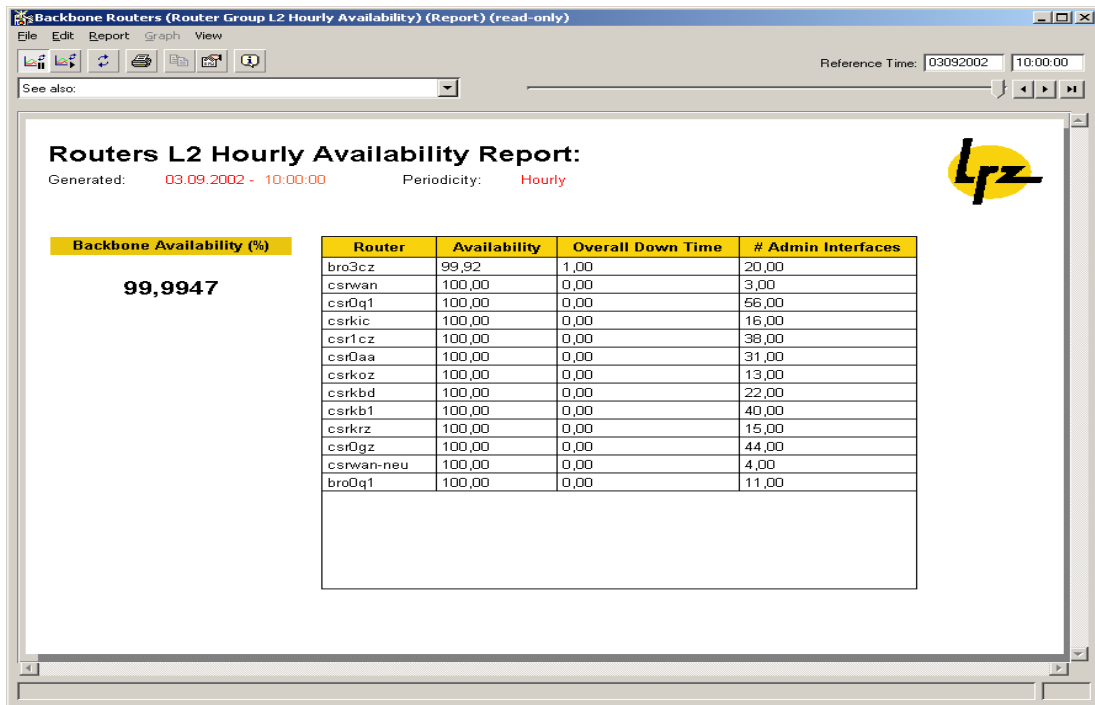 Backbone Routers (Router Group L2 Hourly Availability) (Report) (read-only)
File Edit Report Graph View
Reference Time: 03092002 10:00:00
See also:
Routers L2 Hourly Availability Report:
Generated: 03.09.2002 - 10:00:00 Periodicity: Hourly
lrz
Backbone Availability (%)
99,9947
Router Availability Overall Down Time # Admin Interfaces
bro3cz 99,92 1,00 20,00
csrwan 100,00 0,00 3,00
csr0q1 100,00 0,00 56,00
csrkic 100,00 0,00 16,00
csr1cz 100,00 0,00 38,00
csr0aa 100,00 0,00 31,00
csrkoz 100,00 0,00 13,00
csrkbd 100,00 0,00 22,00
csrkb1 100,00 0,00 40,00
csrkrz 100,00 0,00 15,00
csr0gz 100,00 0,00 44,00
csrwan-neu 100,00 0,00 4,00
bro0q1 100,00 0,00 11,00